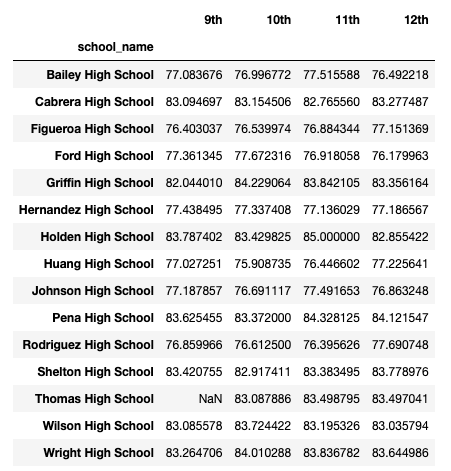 9th 10th 11th 12th
school_name
Bailey High School 77.083676 76.996772 77.515588 76.492218
Cabrera High School 83.094697 83.154506 82.765560 83.277487
Figueroa High School 76.403037 76.539974 76.884344 77.151369
Ford High School 77.361345 77.672316 76.918058 76.179963
Griffin High School 82.044010 84.229064 83.842105 83.356164
Hernandez High School 77.438495 77.337408 77.136029 77.186567
Holden High School 83.787402 83.429825 85.000000 82.855422
Huang High School 77.027251 75.908735 76.446602 77.225641
Johnson High School 77.187857 76.691117 77.491653 76.863248
Pena High School 83.625455 83.372000 84.328125 84.121547
Rodriguez High School 76.859966 76.612500 76.395626 77.690748
Shelton High School 83.420755 82.917411 83.383495 83.778976
Thomas High School NaN 83.087886 83.498795 83.497041
Wilson High School 83.085578 83.724422 83.195326 83.035794
Wright High School 83.264706 84.010288 83.836782 83.644986